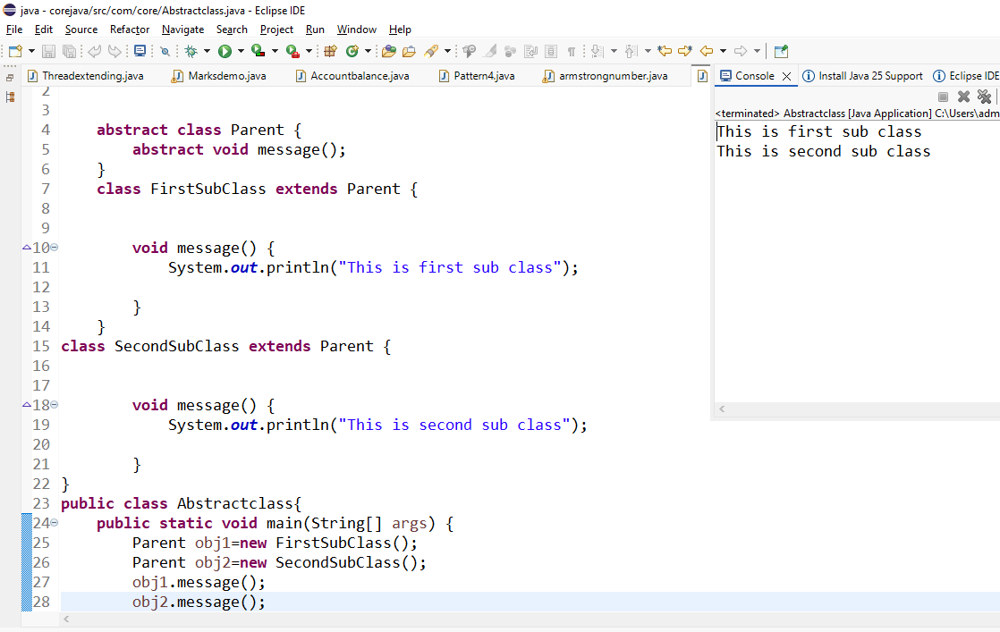 java - corejava/src/com/core/Abstractclass.java - Eclipse IDE
File Edit Source Refactor Navigate Search Project Run Window Help
Threadextending.java Marksdemo.java Accountbalance.java Pattern4.java armstrongnumber.java
Console Install Java 25 Support Eclipse IDE
<terminated> Abstractclass [Java Application] C:\Users\adm
This is first sub class
This is second sub class
2
3
4 abstract class Parent {
5 abstract void message();
6 }
7 class FirstSubClass extends Parent {
8
9
10 void message() {
11 System.out.println("This is first sub class");
12
13 }
14 }
15 class SecondSubClass extends Parent {
16
17
18 void message() {
19 System.out.println("This is second sub class");
20
21 }
22 }
23 public class Abstractclass{
24 public static void main(String[] args) {
25 Parent obj1=new FirstSubClass();
26 Parent obj2=new SecondSubClass();
27 obj1.message();
28 obj2.message();